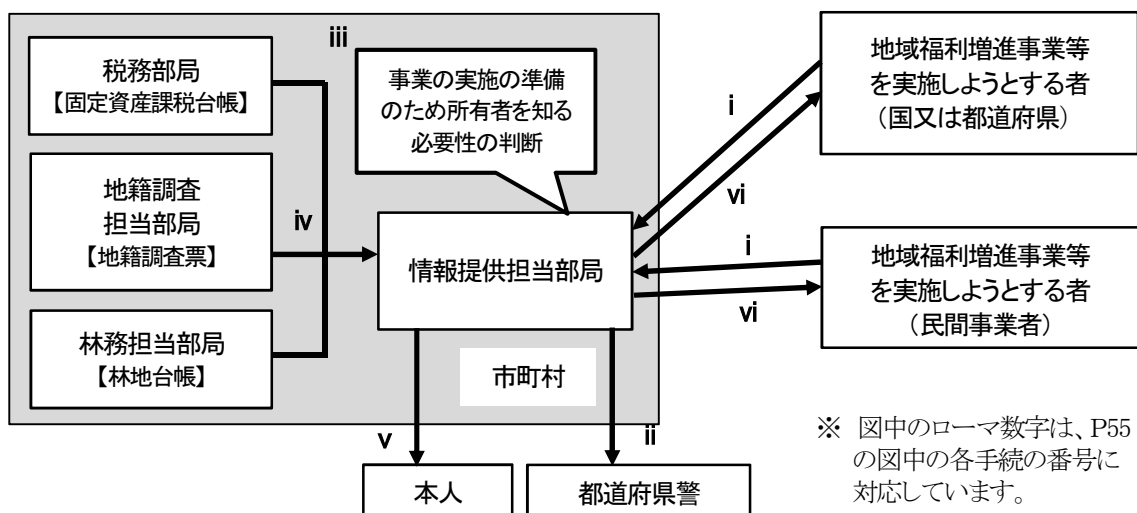 iii
税務部局
【固定資産課税台帳】
事業の実施の準備
のため所有者を知る
必要性の判断
地域福利増進事業等
を実施しようとする者
（国又は都道府県）
i
vi
地籍調査
担当部局
【地籍調査票】
iv
情報提供担当部局
i
vi
地域福利増進事業等
を実施しようとする者
（民間事業者）
林務担当部局
【林地台帳】
市町村
v
ii
本人
都道府県警
※ 図中のローマ数字は、P55
の図中の各手続の番号に
対応しています。